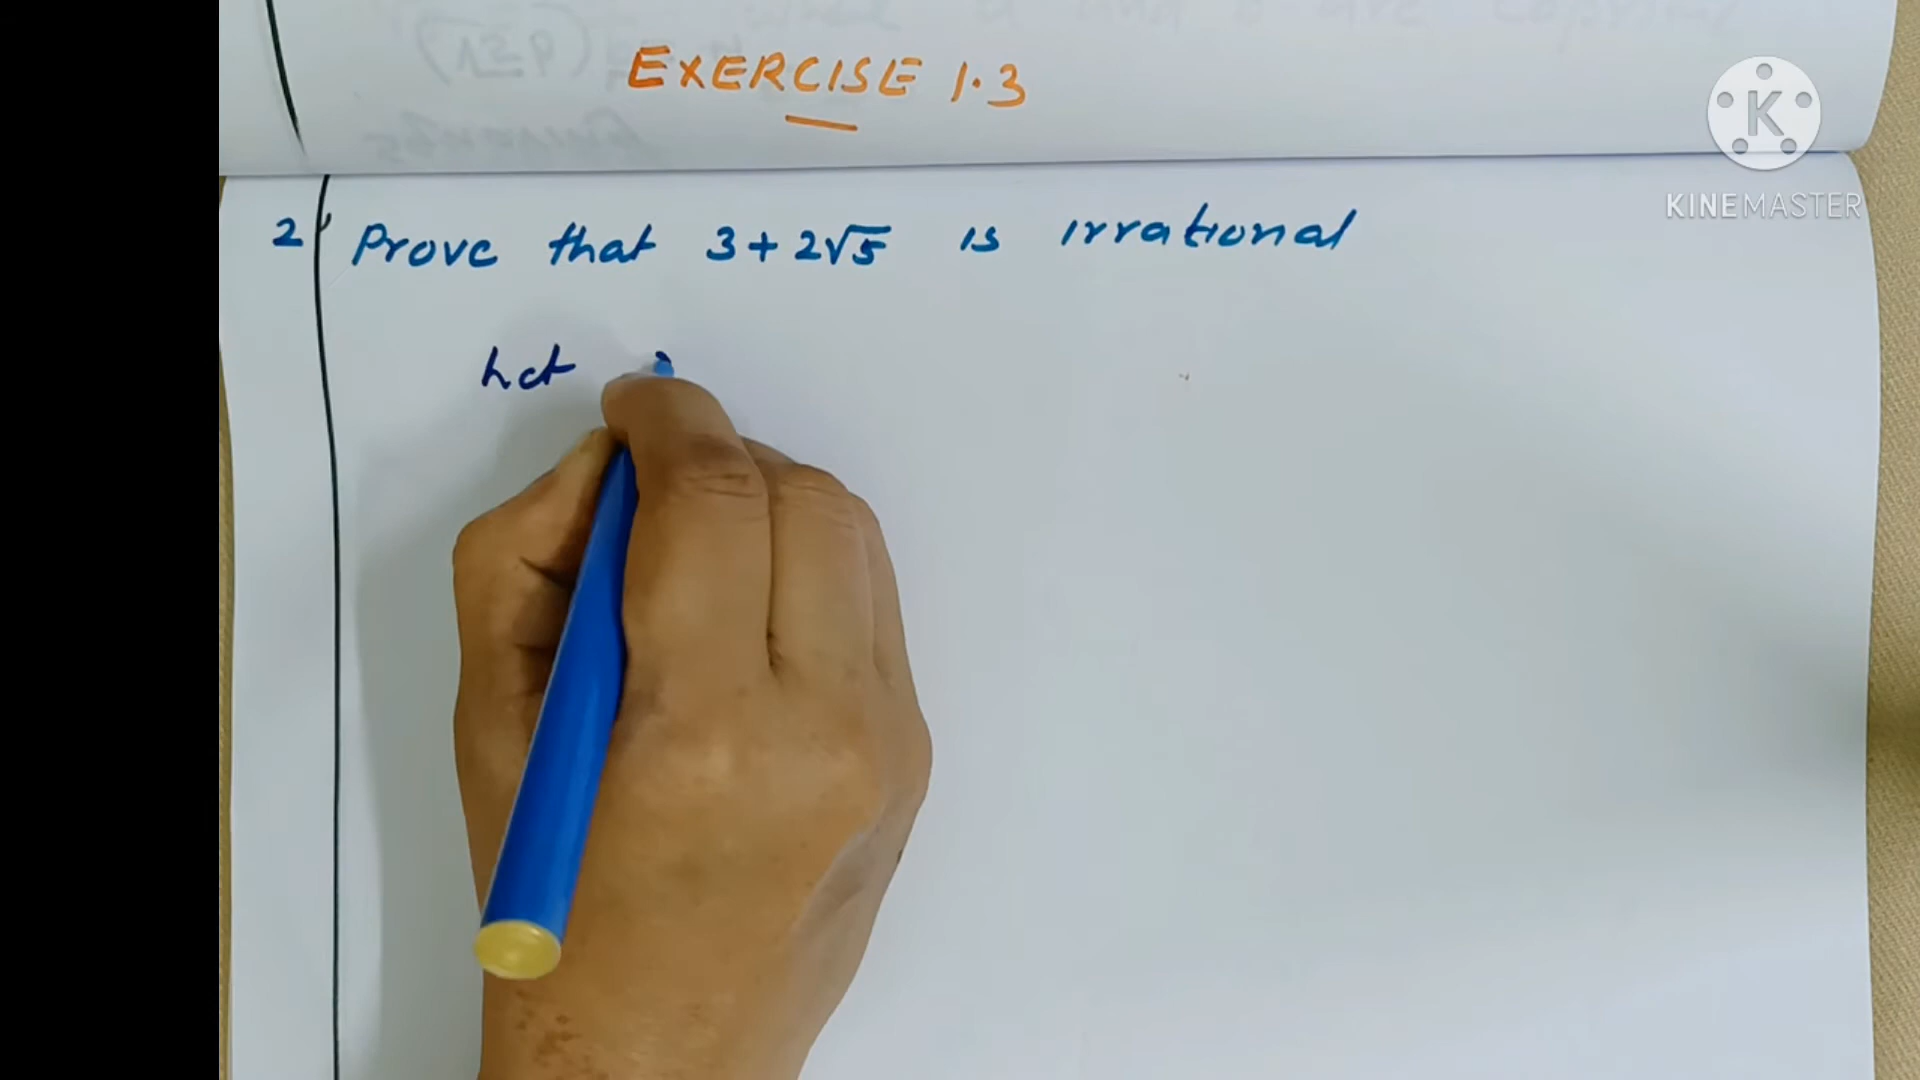 EXERCISE 1.3
K
KINEMASTER
2 Prove that 3+2√5 is irrational
Let